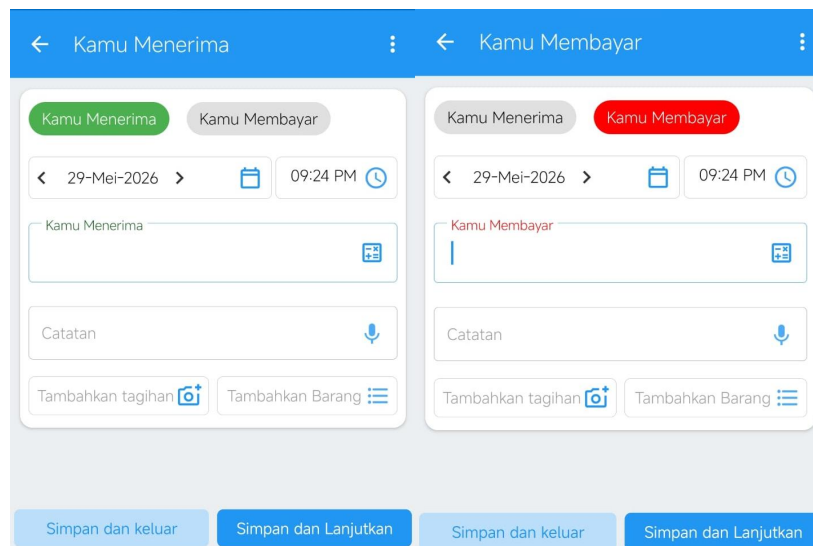 Kamu Menerima
Kamu Menerima Kamu Membayar
29-Mei-2026 09:24 PM
Kamu Menerima
Catatan
Tambahkan tagihan Tambahkan Barang
Simpan dan keluar Simpan dan Lanjutkan
Kamu Membayar
Kamu Menerima Kamu Membayar
29-Mei-2026 09:24 PM
Kamu Membayar
Catatan
Tambahkan tagihan Tambahkan Barang
Simpan dan keluar Simpan dan Lanjutkan